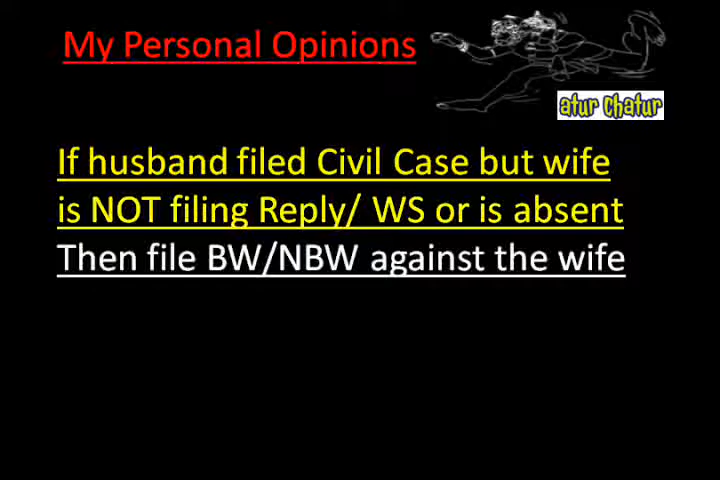 My Personal Opinions
atur chatur
If husband filed Civil Case but wife
is NOT filing Reply/ WS or is absent
Then file BW/NBW against the wife